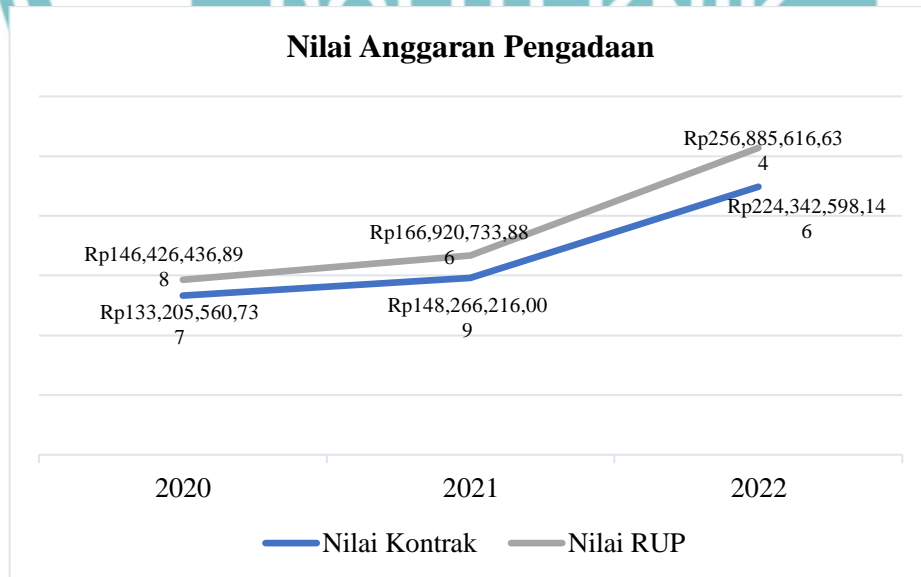 Nilai Anggaran Pengadaan
Rp256,885,616,63
4
Rp224,342,598,14
6
Rp166,920,733,88
6
Rp146,426,436,89
8
Rp133,205,560,73
7
Rp148,266,216,00
9
2020
2021
2022
Nilai Kontrak
Nilai RUP